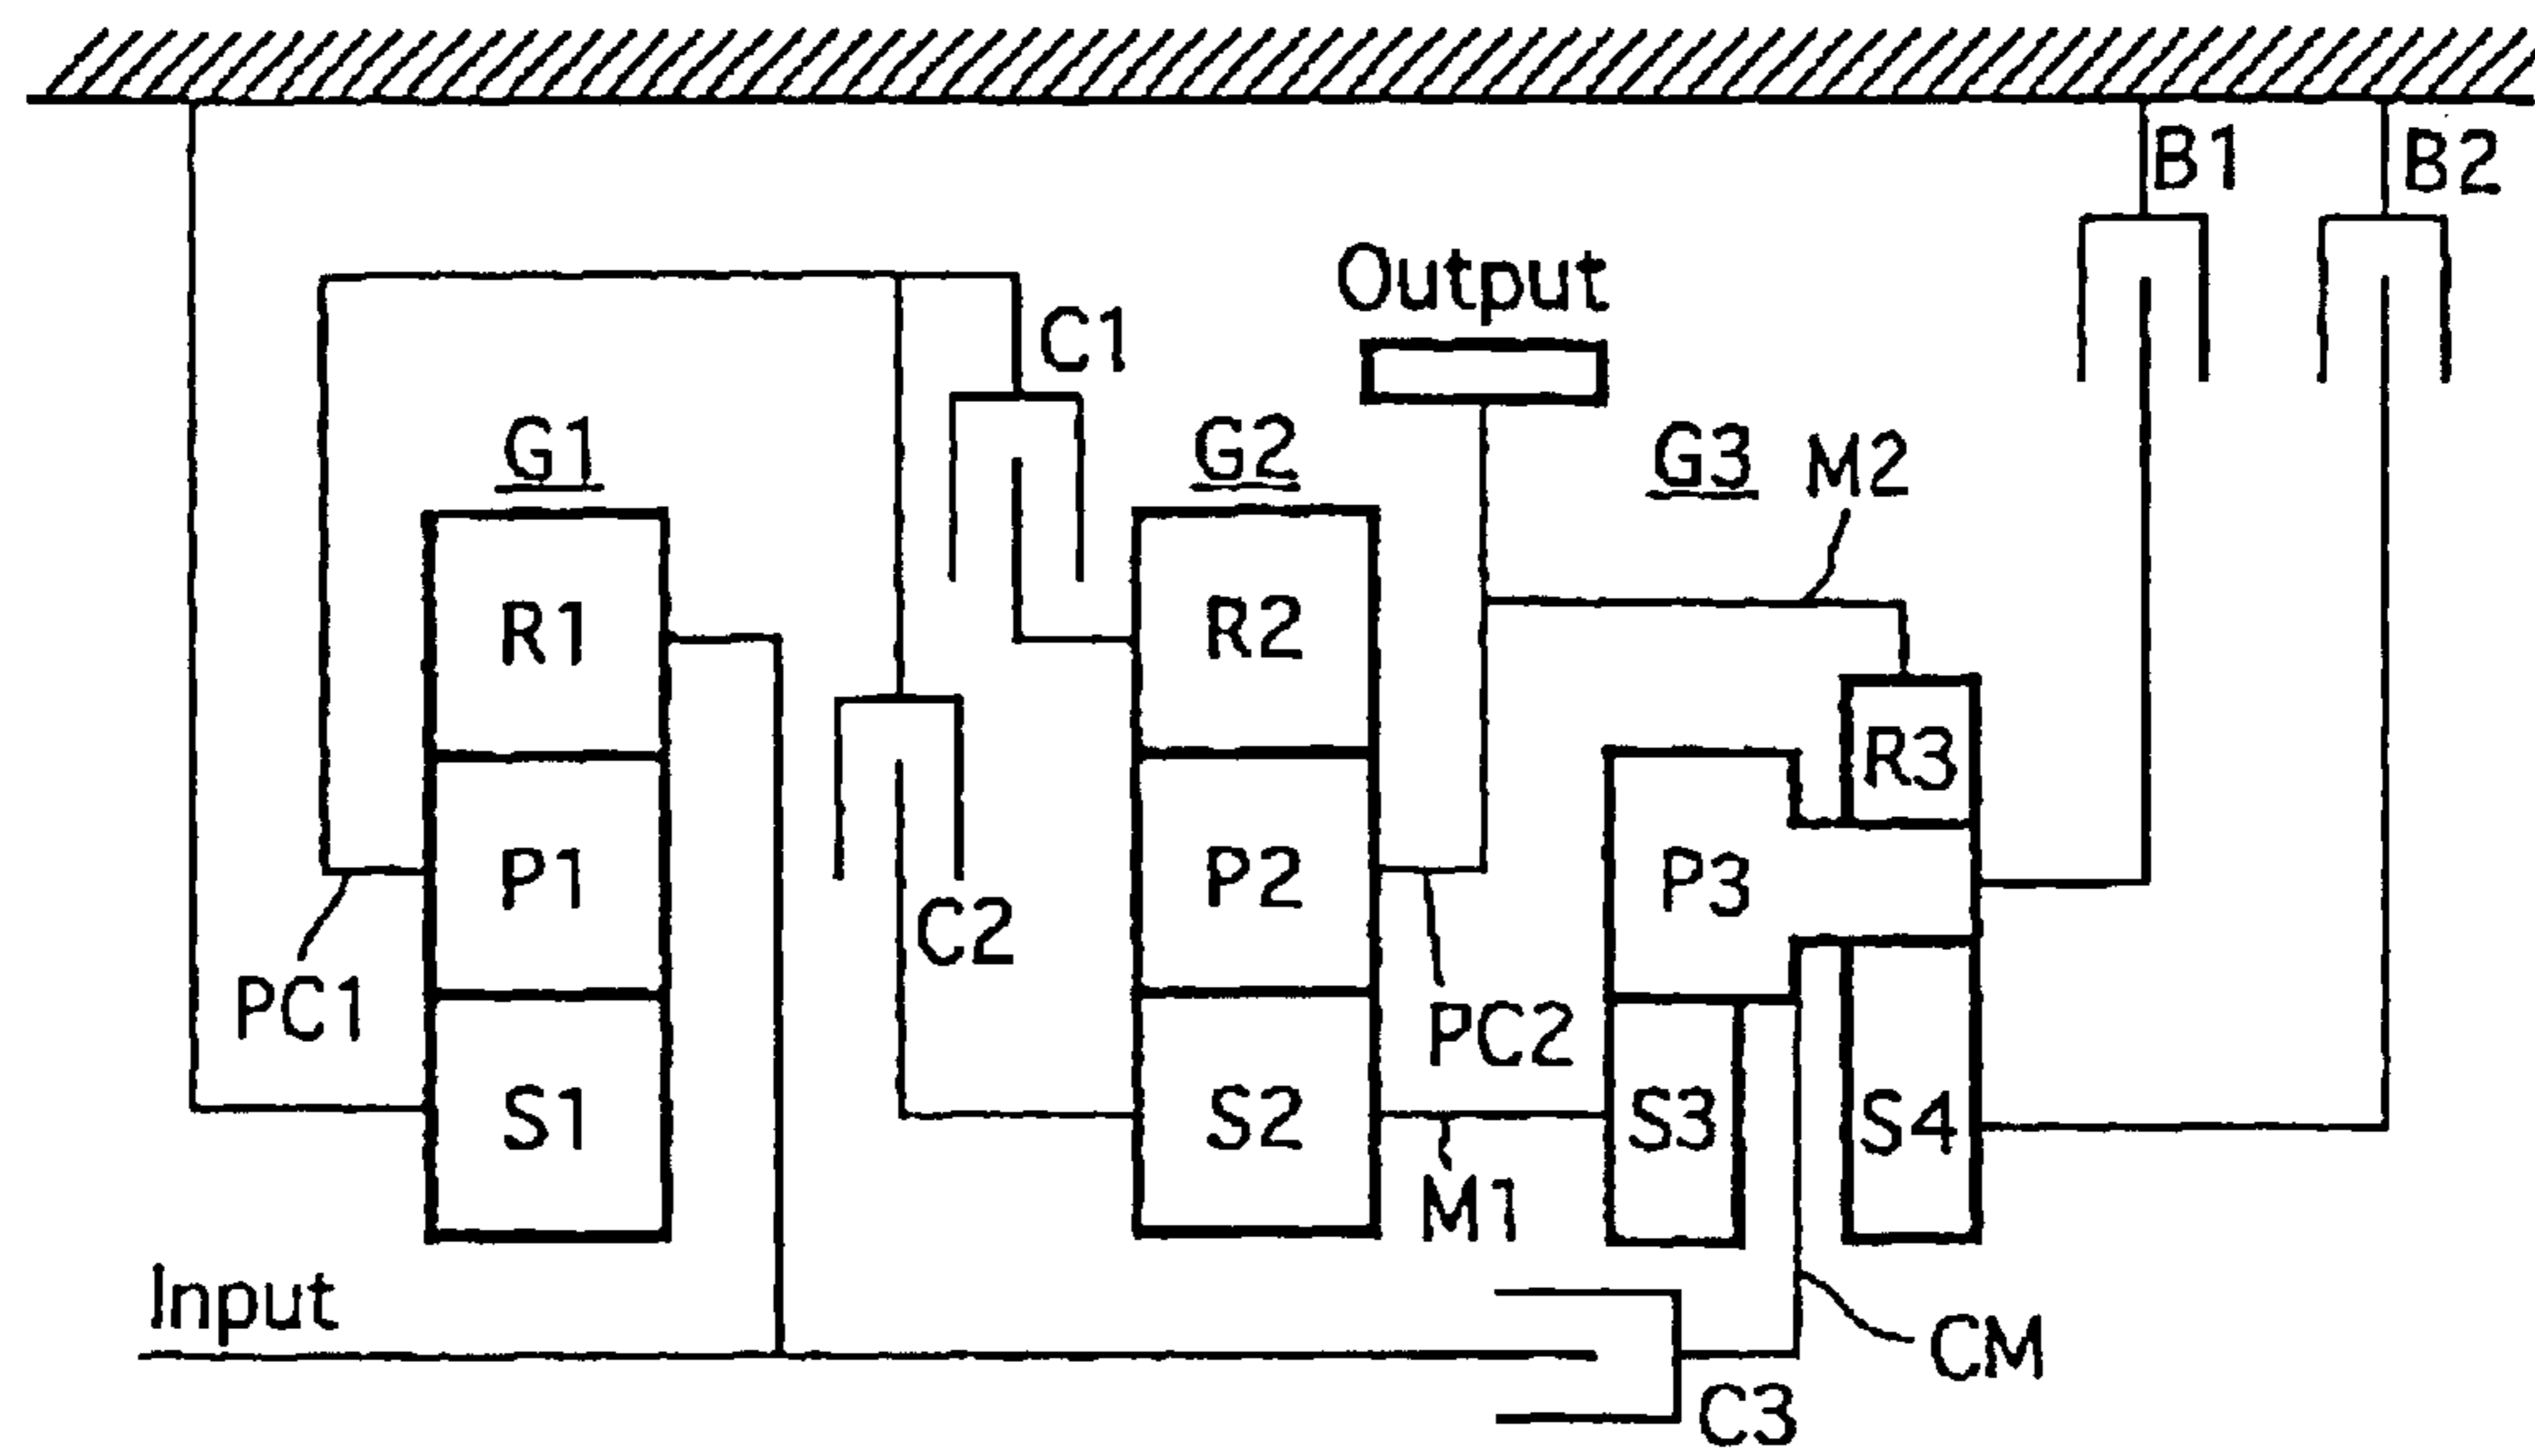 B1
B2
Output
C1
G1
G2
G3
M2
R1
R2
R3
P1
P2
P3
C2
PC1
PC2
S1
S2
S3
S4
M1
Input
CM
C3